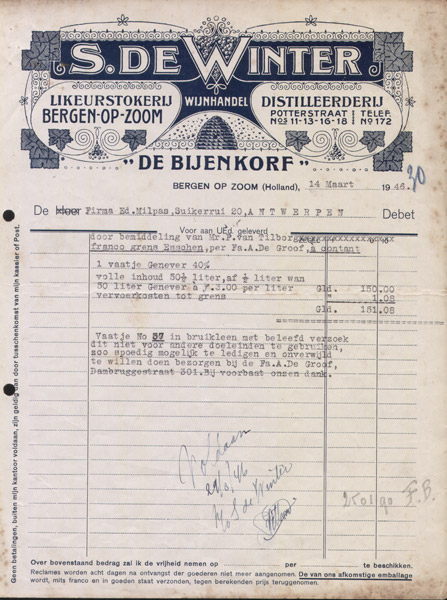 S. DE WINTER
LIKEURSTOKERIJ
BERGEN-OP-ZOOM
WIJNHANDEL
DISTILLEERDERIJ
POTTERSTRAAT
Nos 11-13-16-18
TELEF.
No 172
"DE BIJENKORF"
BERGEN OP ZOOM (Holland), 14 Maart 1946.
De Heer Firma Ed.Milpas,Suikerrui 20,ANTWERPEN Debet
Voor aan UEd geleverd
door bemiddeling van Mr.F.van Tilborg
franco grens Esschen,per Fa.A.De Groof,à contant
1 vaatje Genever 40%
volle inhoud 50½ liter,af ½ liter wan
50 liter Genever à ƒ 3.00 per liter Gld. 150.00
vervoerkosten tot grens " 1.08
Gld. 151.08
Vaatje No 37 in bruikleen met beleefd verzoek
dit niet voor andere doeleinden te gebruiken,
zoo spoedig mogelijk te ledigen en onverwijld
te willen doen bezorgen bij de Fa.A.De Groof,
Dambruggestraat 301.Bij voorbaat onzen dank.
Voldaan
S de Winter
F.B.
Over bovenstaand bedrag zal ik de vrijheid nemen op per te beschikken.
Reclames worden acht dagen na ontvangst der goederen niet meer aangenomen. De van ons afkomstige emballage
wordt, mits franco en in goeden staat verzonden, tegen berekenden prijs teruggenomen.
Geen betalingen, buiten mijn kantoor voldaan, zijn geldig dan door tusschenkomst van mijn kassier of Post.